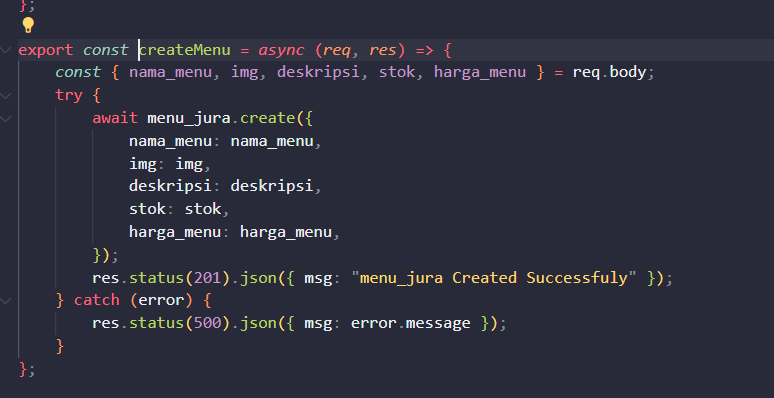 };
export const createMenu = async (req, res) => {
const { nama_menu, img, deskripsi, stok, harga_menu } = req.body;
try {
await menu_jura.create({
nama_menu: nama_menu,
img: img,
deskripsi: deskripsi,
stok: stok,
harga_menu: harga_menu,
});
res.status(201).json({ msg: "menu_jura Created Successfuly" });
} catch (error) {
res.status(500).json({ msg: error.message });
}
};